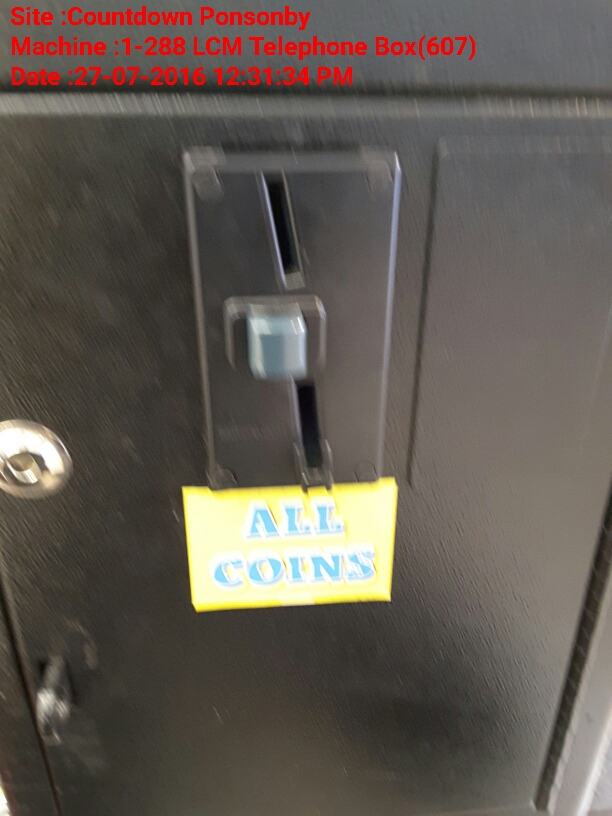 Site :Countdown Ponsonby
Machine :1-288 LCM Telephone Box(607)
Date :27-07-2016 12:31:34 PM
ALL
COINS